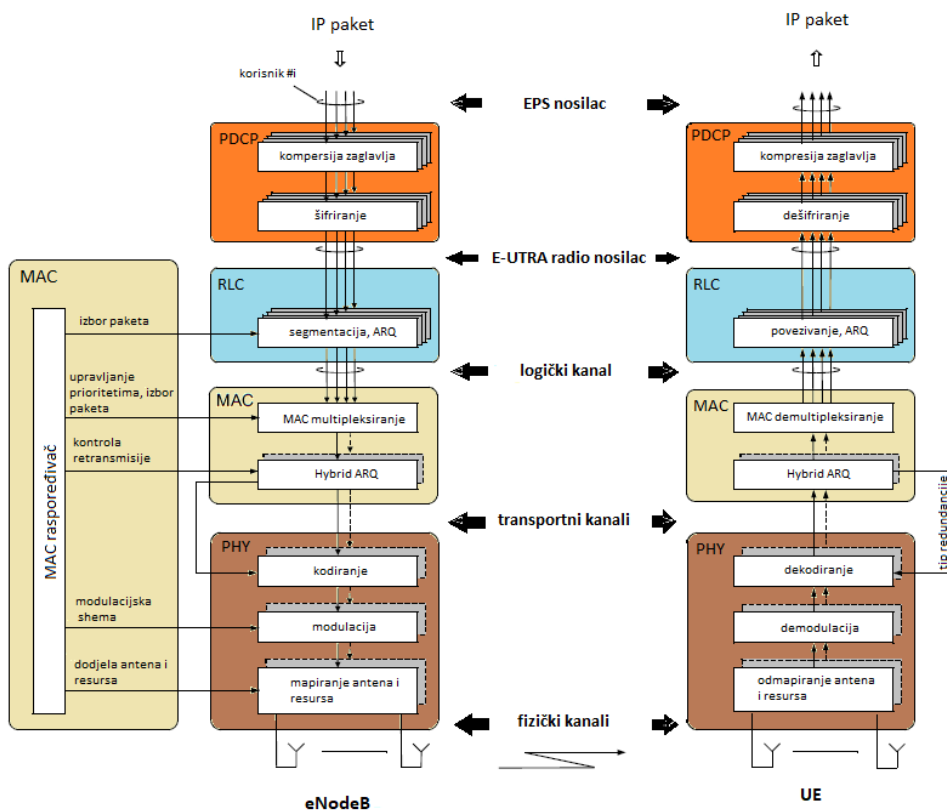 IP paket
IP paket
korisnik #i
EPS nosilac
PDCP
PDCP
kompersija zaglavlja
kompresija zaglavlja
šifriranje
dešifriranje
E-UTRA radio nosilac
MAC
RLC
RLC
izbor paketa
segmentacija, ARQ
povezivanje, ARQ
logički kanal
upravljanje
prioritetima, izbor
paketa
MAC
MAC
MAC multipleksiranje
MAC demultipleksiranje
kontrola
retransmisije
Hybrid ARQ
Hybrid ARQ
MAC raspoređivač
transportni kanali
tip redundancije
PHY
PHY
kodiranje
dekodiranje
modulacijska
shema
modulacija
demodulacija
dodjela antena i
resursa
mapiranje antena i
resursa
odmapiranje antena
i resursa
fizički kanali
eNodeB
UE